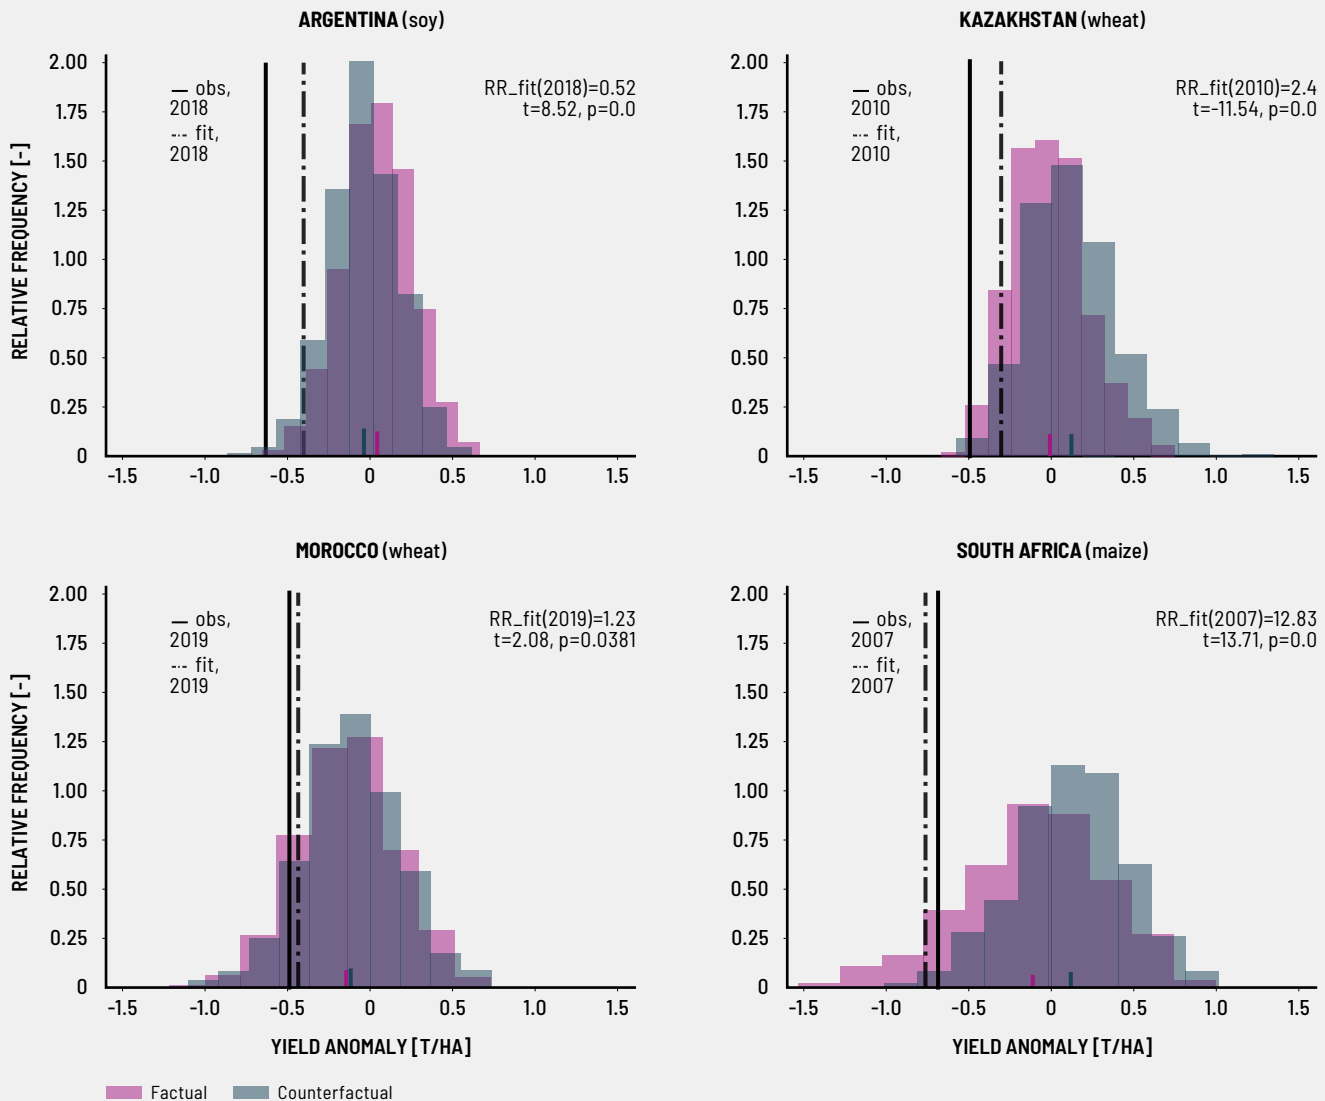 ARGENTINA (soy)
RELATIVE FREQUENCY [-]
2.00
1.75
1.50
1.25
1.00
0.75
0.50
0.25
0
— obs,
2018
-·- fit,
2018
RR_fit(2018)=0.52
t=8.52, p=0.0
-1.5 -1.0 -0.5 0 0.5 1.0 1.5
KAZAKHSTAN (wheat)
2.00
1.75
1.50
1.25
1.00
0.75
0.50
0.25
0
— obs,
2010
-·- fit,
2010
RR_fit(2010)=2.4
t=-11.54, p=0.0
-1.5 -1.0 -0.5 0 0.5 1.0 1.5
MOROCCO (wheat)
RELATIVE FREQUENCY [-]
2.00
1.75
1.50
1.25
1.00
0.75
0.50
0.25
0
— obs,
2019
-·- fit,
2019
RR_fit(2019)=1.23
t=2.08, p=0.0381
-1.5 -1.0 -0.5 0 0.5 1.0 1.5
YIELD ANOMALY [T/HA]
SOUTH AFRICA (maize)
2.00
1.75
1.50
1.25
1.00
0.75
0.50
0.25
0
— obs,
2007
-·- fit,
2007
RR_fit(2007)=12.83
t=13.71, p=0.0
-1.5 -1.0 -0.5 0 0.5 1.0 1.5
YIELD ANOMALY [T/HA]
Factual Counterfactual